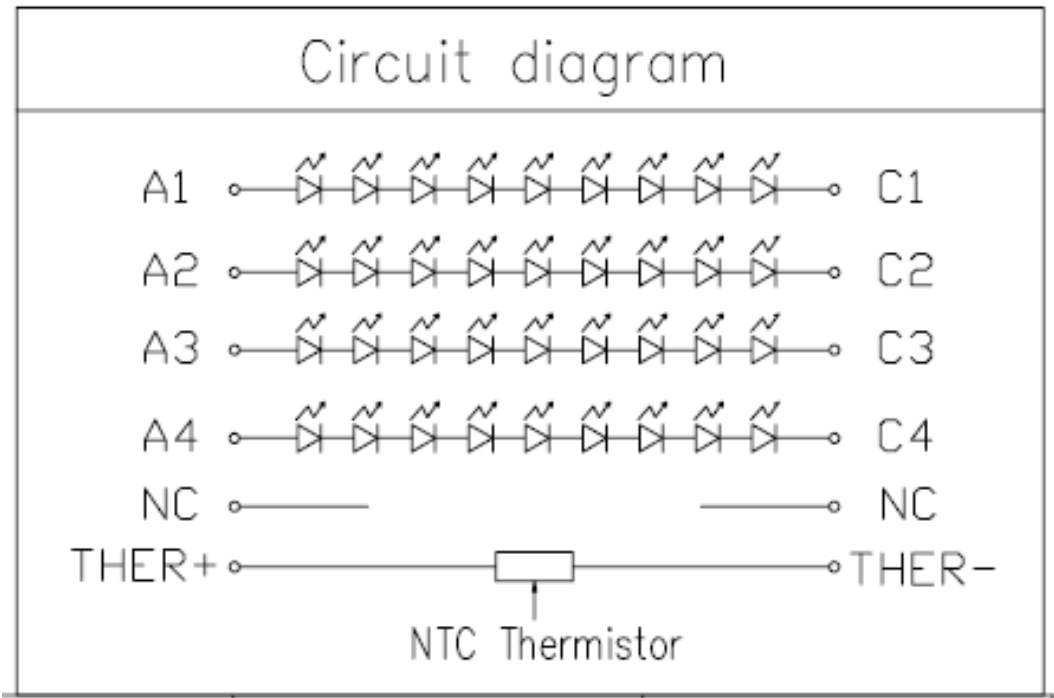 Circuit diagram
A1 C1
A2 C2
A3 C3
A4 C4
NC NC
THER+ THER-
NTC Thermistor